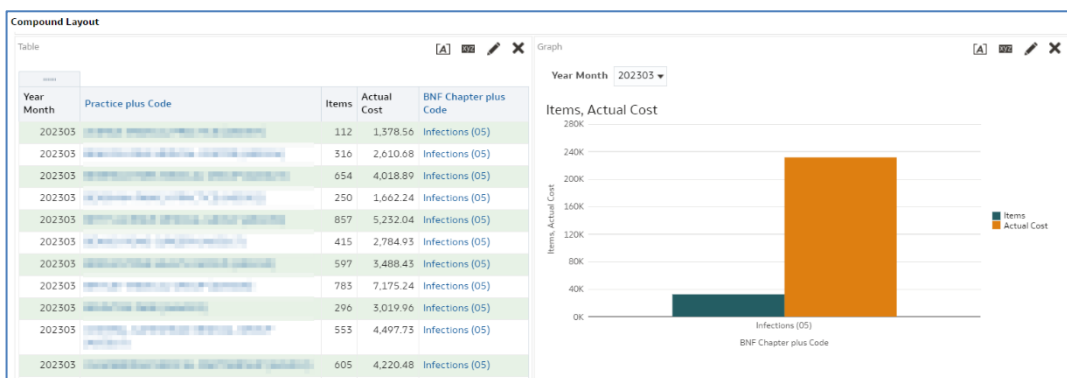 Compound Layout
Table
Year Month
Practice plus Code
Items
Actual Cost
BNF Chapter plus Code
202303 112 1,378.56 Infections (05)
202303 316 2,610.68 Infections (05)
202303 654 4,018.89 Infections (05)
202303 250 1,662.24 Infections (05)
202303 857 5,232.04 Infections (05)
202303 415 2,784.93 Infections (05)
202303 597 3,488.43 Infections (05)
202303 783 7,175.24 Infections (05)
202303 296 3,019.96 Infections (05)
202303 553 4,497.73 Infections (05)
202303 605 4,220.48 Infections (05)
Graph
Year Month 202303
Items, Actual Cost
280K
240K
200K
160K
120K
80K
40K
0K
Items, Actual Cost
Infections (05)
BNF Chapter plus Code
Items
Actual Cost